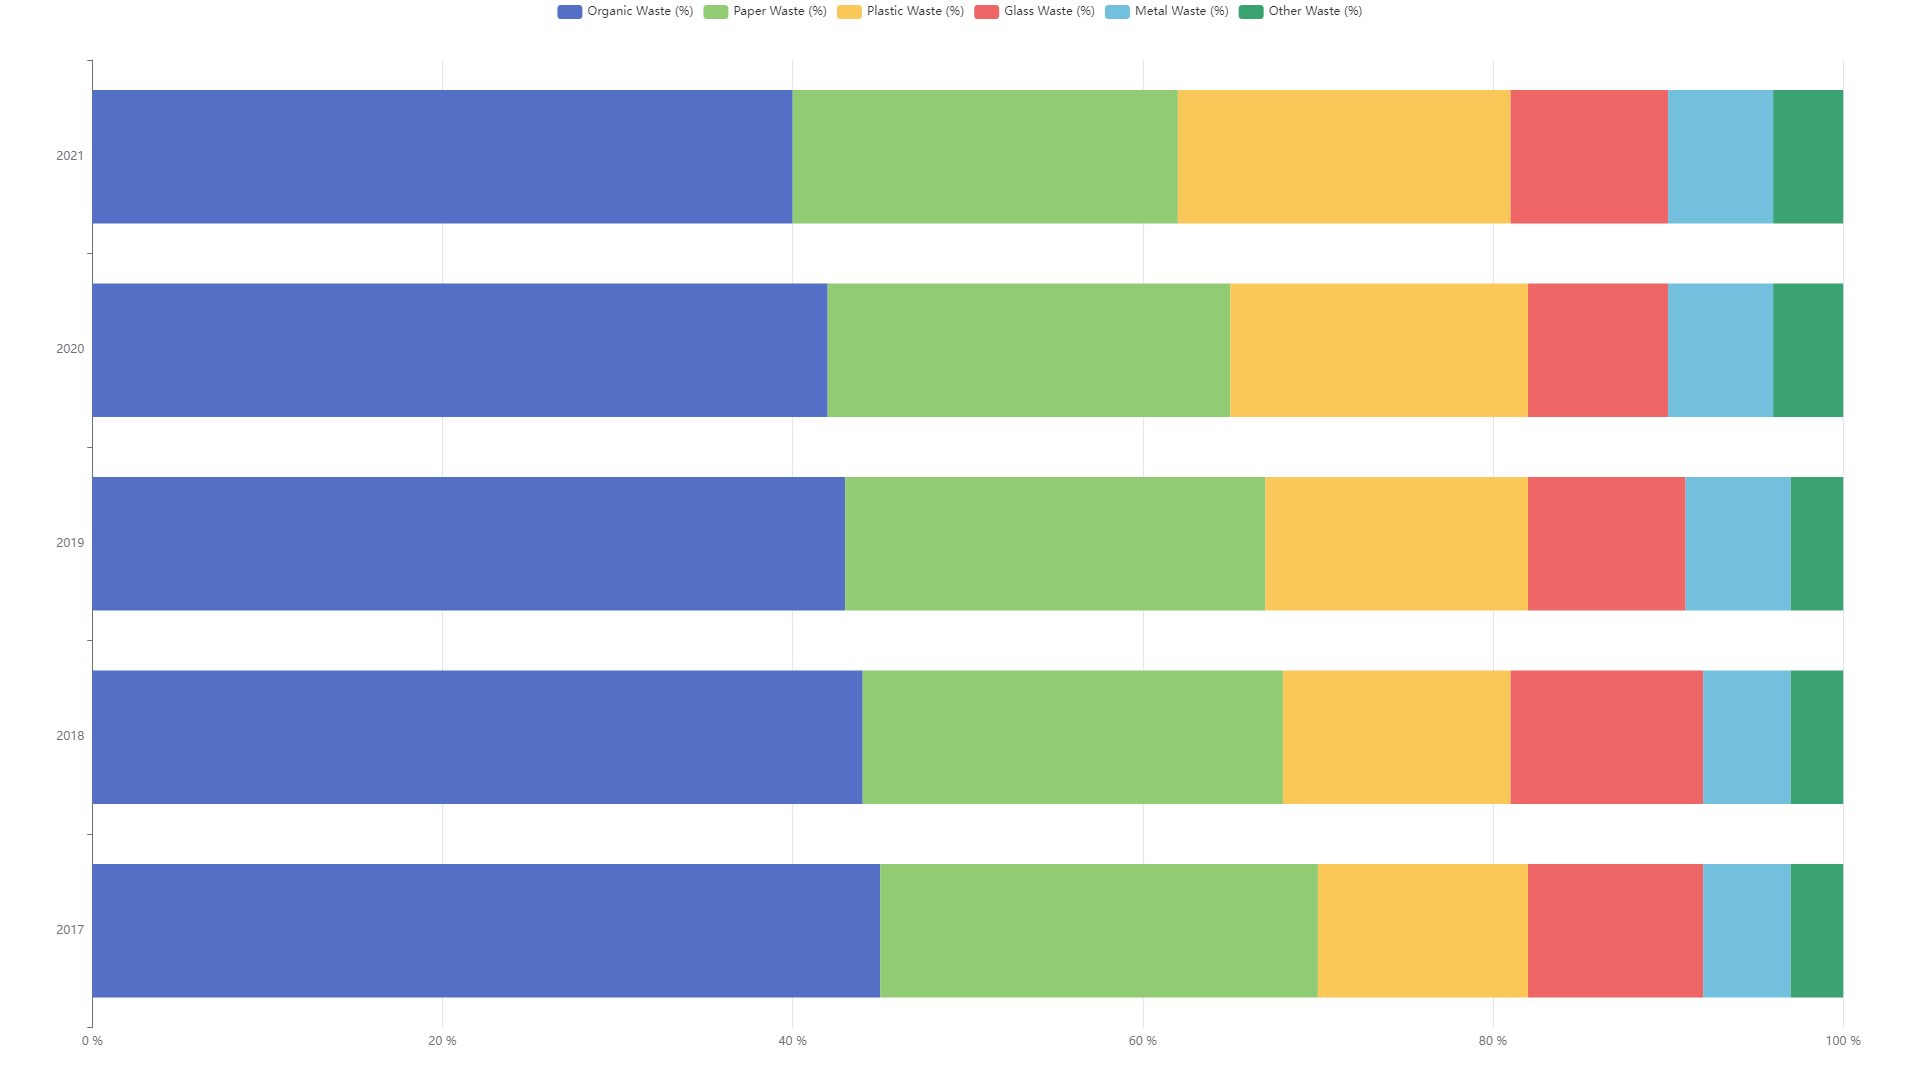 Organic Waste (%) Paper Waste (%) Plastic Waste (%) Glass Waste (%) Metal Waste (%) Other Waste (%)
2021
2020
2019
2018
2017
0 % 20 % 40 % 60 % 80 % 100 %